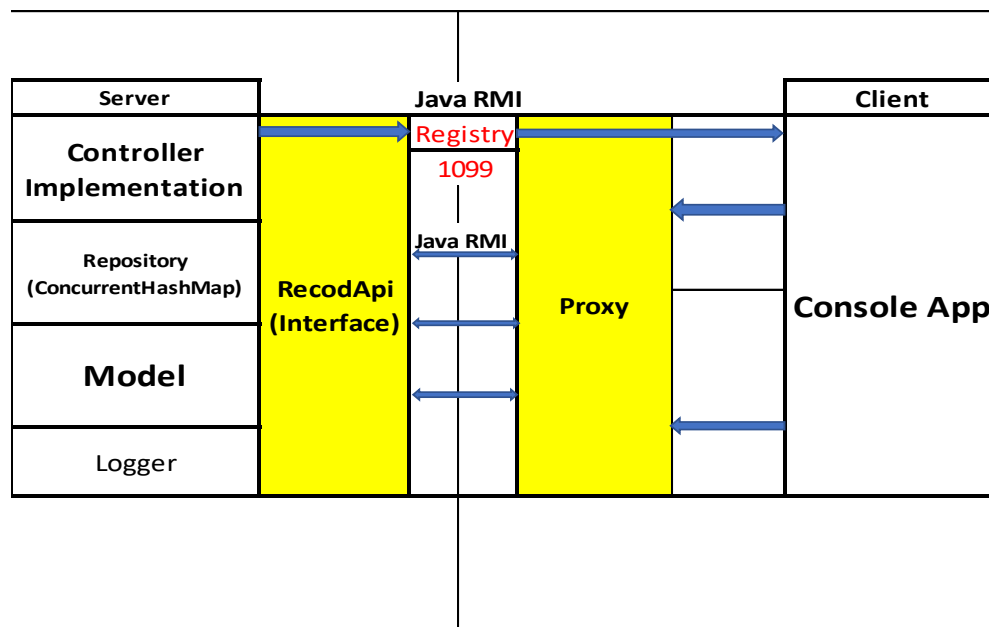 Server
Java RMI
Client
Controller
Implementation
Registry
1099
Repository
(ConcurrentHashMap)
Java RMI
RecodApi
(Interface)
Proxy
Console App
Model
Logger